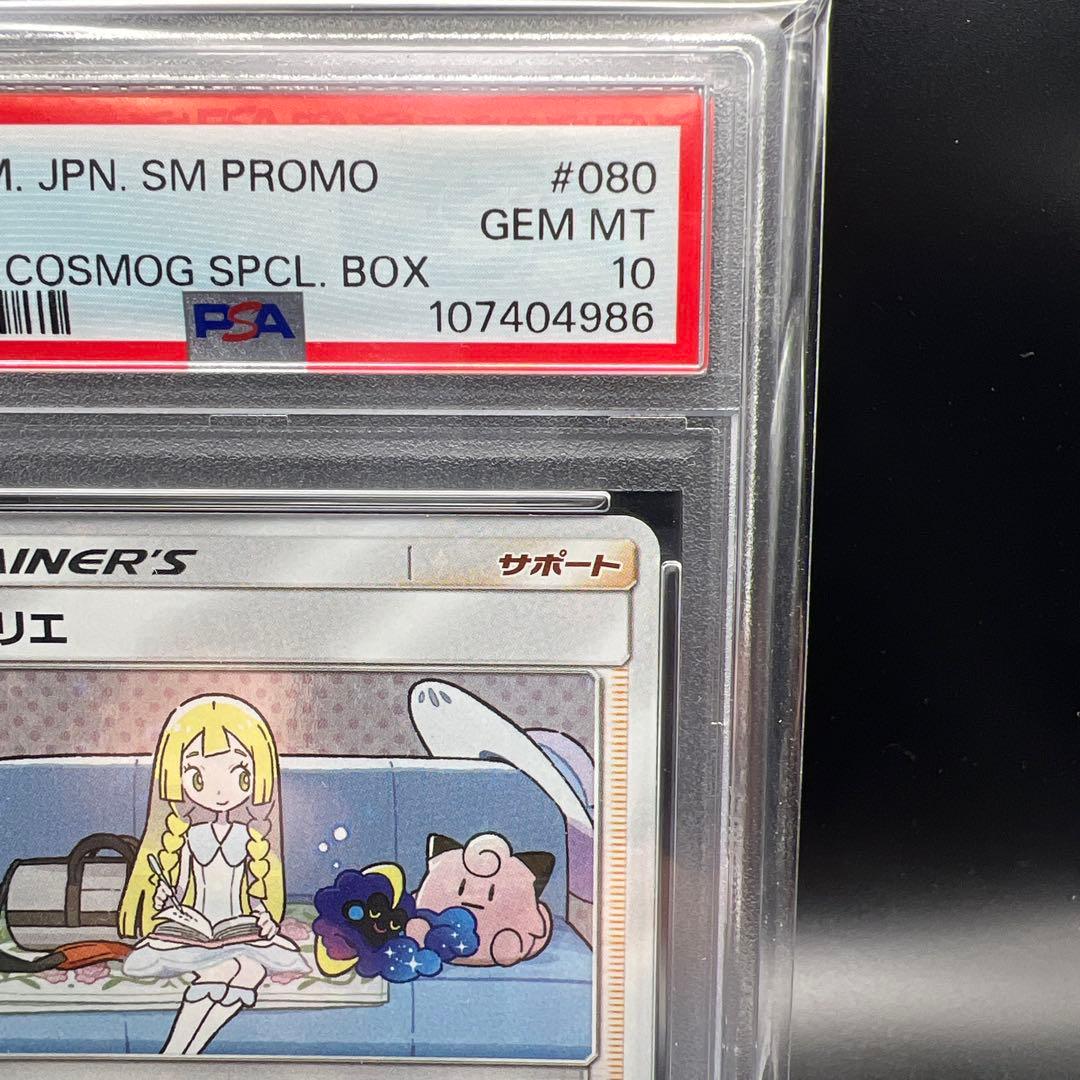 M. JPN. SM PROMO #080
GEM MT
COSMOG SPCL. BOX 10
PSA 107404986
AINER'S サポート
リエ